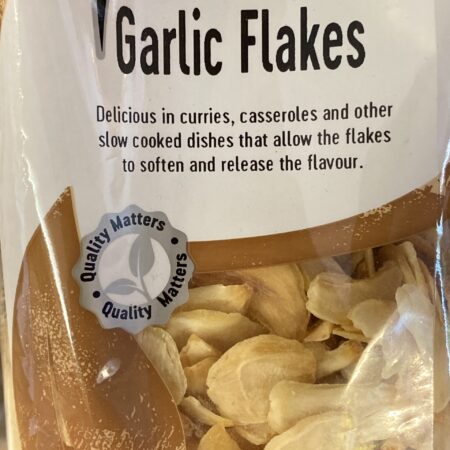 Garlic Flakes
Delicious in curries, casseroles and other
slow cooked dishes that allow the flakes
to soften and release the flavour.
Quality Matters
Quality Matters